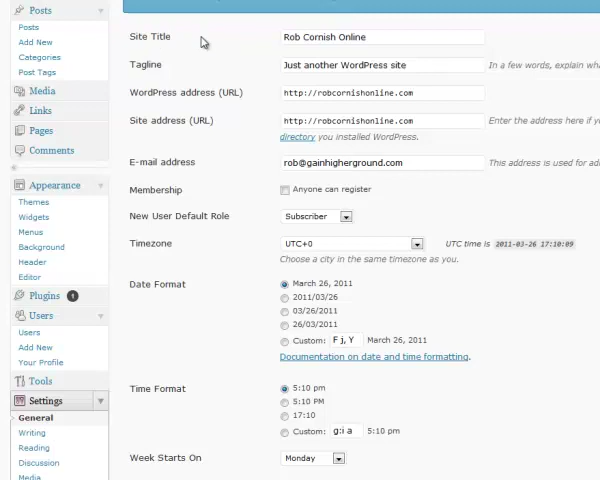 Posts
Posts
Add New
Categories
Post Tags
Media
Links
Pages
Comments
Appearance
Themes
Widgets
Menus
Background
Header
Editor
Plugins 1
Users
Users
Add New
Your Profile
Tools
Settings
General
Writing
Reading
Discussion
Media
Site Title Rob Cornish Online
Tagline Just another WordPress site In a few words, explain wha
WordPress address (URL) http://robcornishonline.com
Site address (URL) http://robcornishonline.com Enter the address here if yo
directory you installed WordPress.
E-mail address rob@gainhigherground.com This address is used for ad
Membership Anyone can register
New User Default Role Subscriber
Timezone UTC+0 UTC time is 2011-03-26 17:10:09
Choose a city in the same timezone as you.
Date Format March 26, 2011
2011/03/26
03/26/2011
26/03/2011
Custom: F j, Y March 26, 2011
Documentation on date and time formatting.
Time Format 5:10 pm
5:10 PM
17:10
Custom: g:i a 5:10 pm
Week Starts On Monday